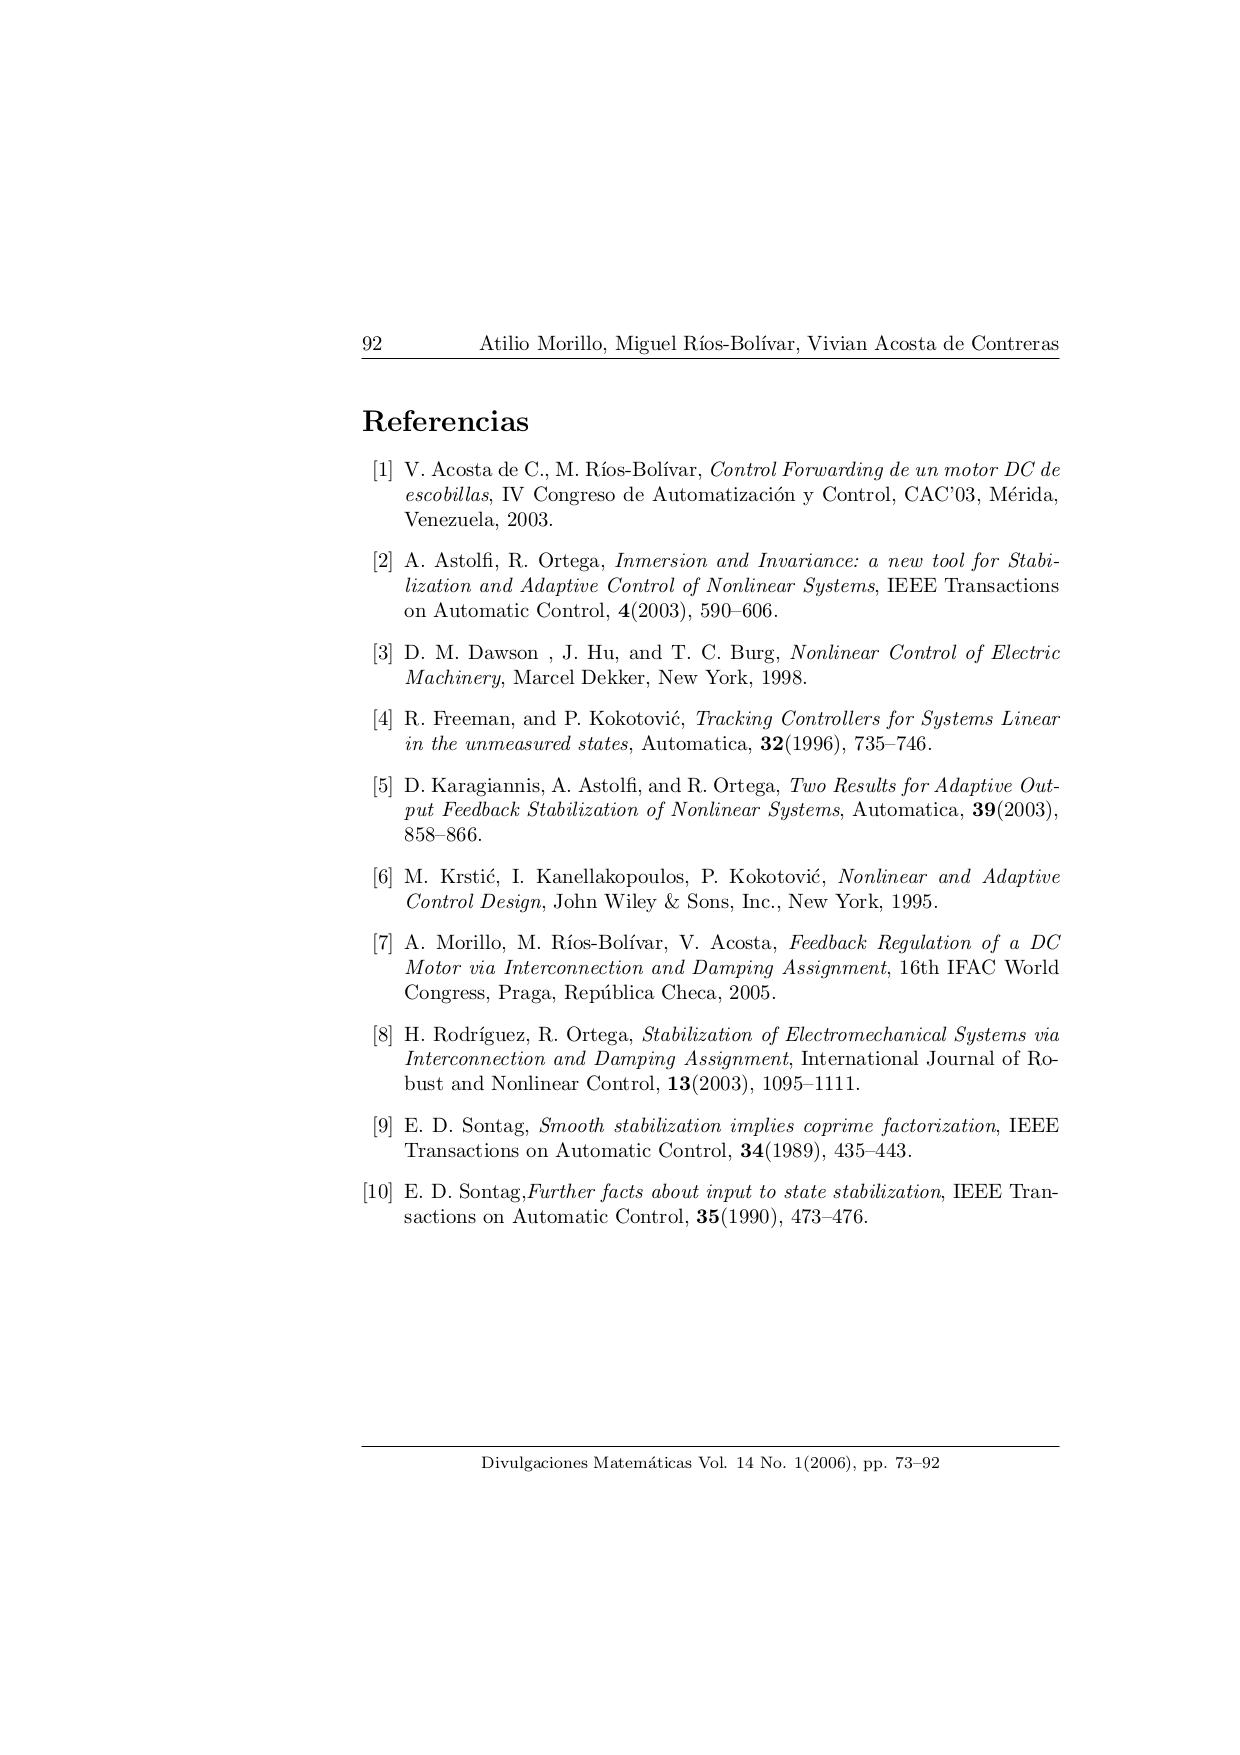 92 Atilio Morillo, Miguel Ríos-Bolívar, Vivian Acosta de Contreras
Referencias
[1] V. Acosta de C., M. Ríos-Bolívar, Control Forwarding de un motor DC de
escobillas, IV Congreso de Automatización y Control, CAC'03, Mérida,
Venezuela, 2003.
[2] A. Astolfi, R. Ortega, Inmersion and Invariance: a new tool for Stabi-
lization and Adaptive Control of Nonlinear Systems, IEEE Transactions
on Automatic Control, 4(2003), 590–606.
[3] D. M. Dawson , J. Hu, and T. C. Burg, Nonlinear Control of Electric
Machinery, Marcel Dekker, New York, 1998.
[4] R. Freeman, and P. Kokotović, Tracking Controllers for Systems Linear
in the unmeasured states, Automatica, 32(1996), 735–746.
[5] D. Karagiannis, A. Astolfi, and R. Ortega, Two Results for Adaptive Out-
put Feedback Stabilization of Nonlinear Systems, Automatica, 39(2003),
858–866.
[6] M. Krstić, I. Kanellakopoulos, P. Kokotović, Nonlinear and Adaptive
Control Design, John Wiley & Sons, Inc., New York, 1995.
[7] A. Morillo, M. Ríos-Bolívar, V. Acosta, Feedback Regulation of a DC
Motor via Interconnection and Damping Assignment, 16th IFAC World
Congress, Praga, República Checa, 2005.
[8] H. Rodríguez, R. Ortega, Stabilization of Electromechanical Systems via
Interconnection and Damping Assignment, International Journal of Ro-
bust and Nonlinear Control, 13(2003), 1095–1111.
[9] E. D. Sontag, Smooth stabilization implies coprime factorization, IEEE
Transactions on Automatic Control, 34(1989), 435–443.
[10] E. D. Sontag,Further facts about input to state stabilization, IEEE Tran-
sactions on Automatic Control, 35(1990), 473–476.
Divulgaciones Matemáticas Vol. 14 No. 1(2006), pp. 73–92